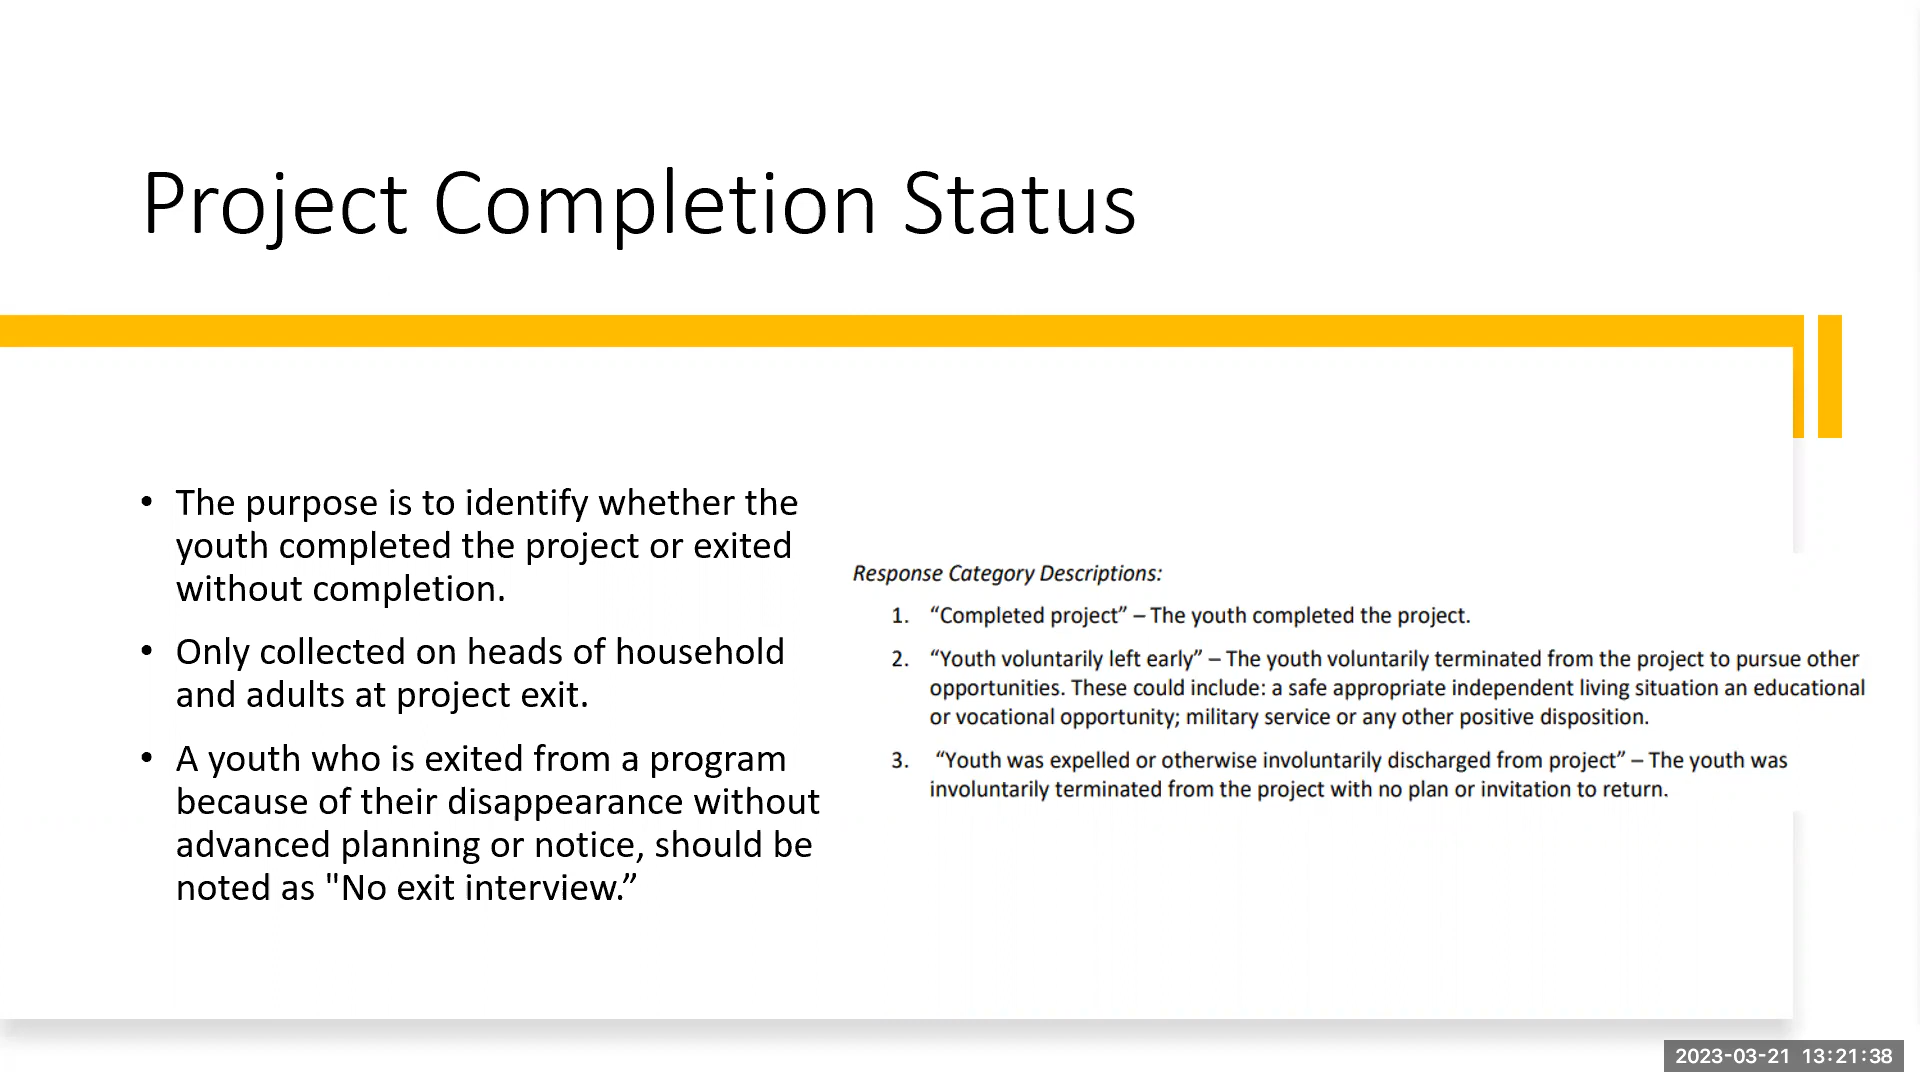 Project Completion Status
• The purpose is to identify whether the
youth completed the project or exited
without completion.
• Only collected on heads of household
and adults at project exit.
• A youth who is exited from a program
because of their disappearance without
advanced planning or notice, should be
noted as "No exit interview.”
Response Category Descriptions:
1. “Completed project” – The youth completed the project.
2. “Youth voluntarily left early” – The youth voluntarily terminated from the project to pursue other
opportunities. These could include: a safe appropriate independent living situation an educational
or vocational opportunity; military service or any other positive disposition.
3. “Youth was expelled or otherwise involuntarily discharged from project” – The youth was
involuntarily terminated from the project with no plan or invitation to return.
2023-03-21 13:21:38